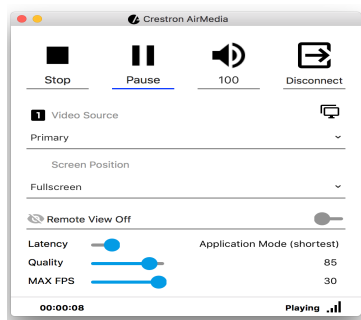 Crestron AirMedia
Stop Pause 100 Disconnect
1 Video Source
Primary
Screen Position
Fullscreen
Remote View Off
Latency Application Mode (shortest)
Quality 85
MAX FPS 30
00:00:08 Playing